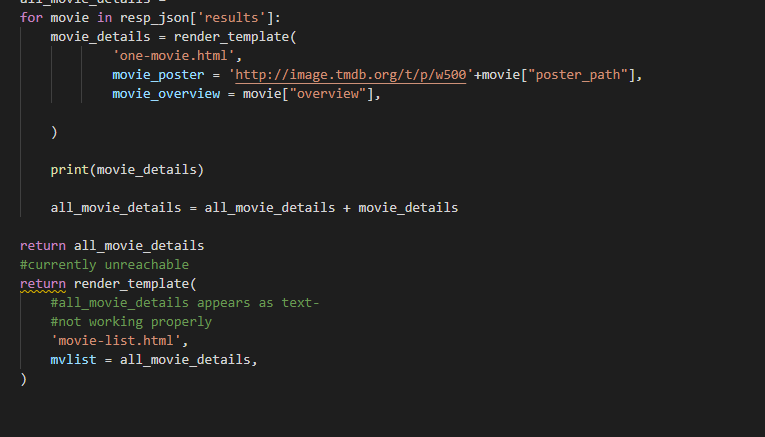 all_movie_details =
for movie in resp_json['results']:
movie_details = render_template(
'one-movie.html',
movie_poster = 'http://image.tmdb.org/t/p/w500'+movie["poster_path"],
movie_overview = movie["overview"],
)
print(movie_details)
all_movie_details = all_movie_details + movie_details
return all_movie_details
#currently unreachable
return render_template(
#all_movie_details appears as text-
#not working properly
'movie-list.html',
mvlist = all_movie_details,
)